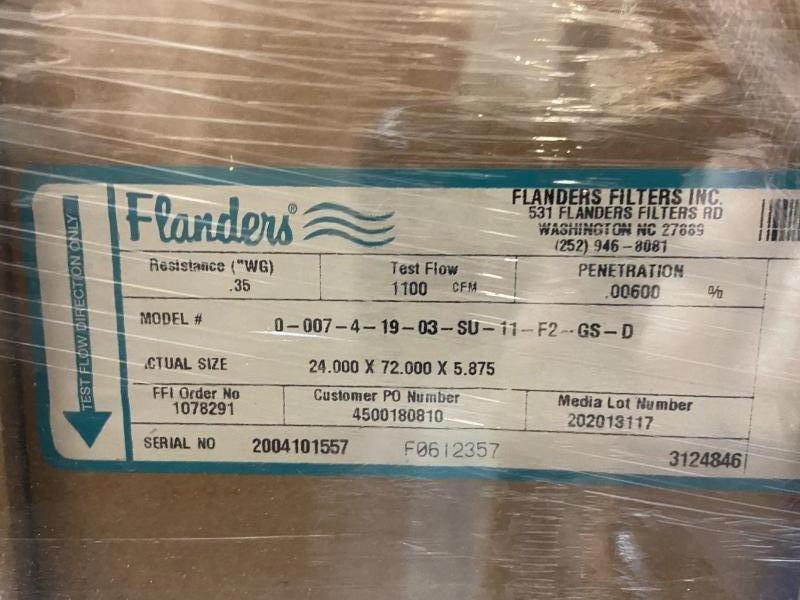 Flanders®
FLANDERS FILTERS INC.
531 FLANDERS FILTERS RD
WASHINGTON NC 27889
(252) 946-8081
TEST FLOW DIRECTION ONLY
Resistance ("WG)
.35
Test Flow
1100 CFM
PENETRATION
.00600 %
MODEL # 0-007-4-19-03-SU-11-F2--GS-D
.CTUAL SIZE 24.000 X 72.000 X 5.875
FFI Order No
1078291
Customer PO Number
4500180810
Media Lot Number
202013117
SERIAL NO 2004101557 F0612357 3124846